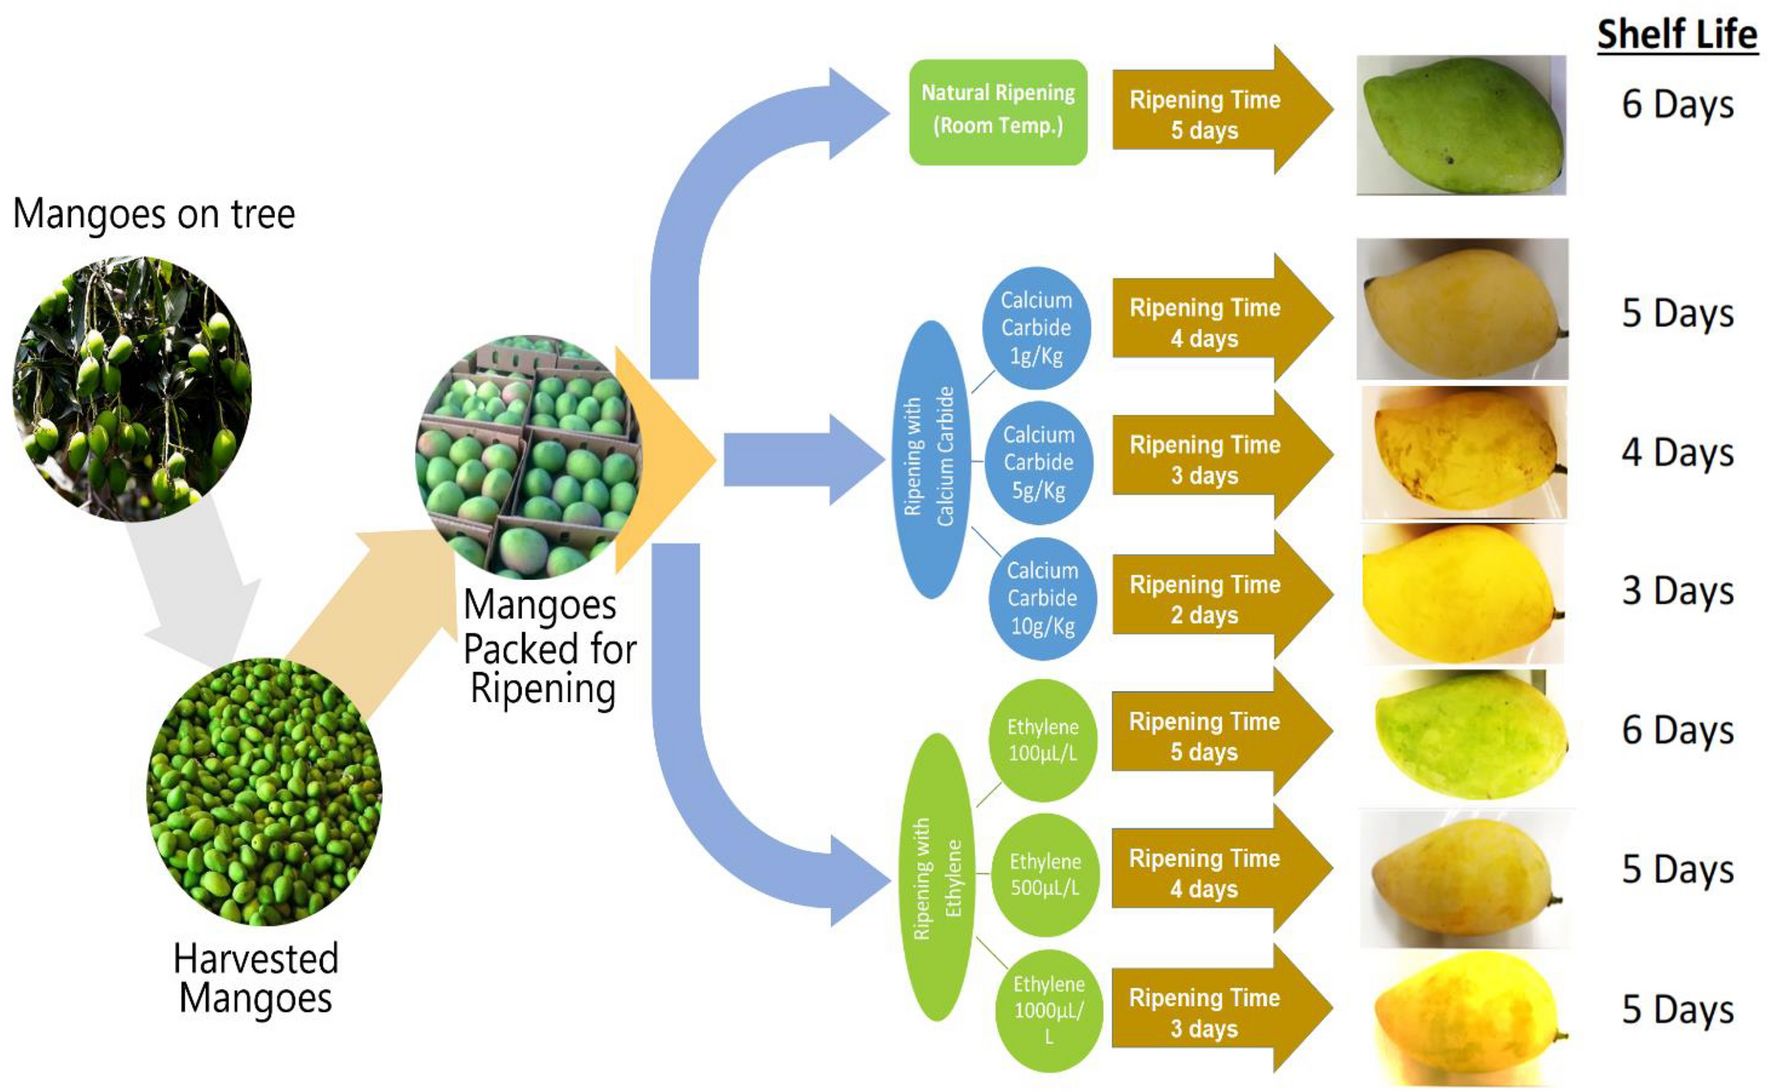 Shelf Life
Mangoes on tree
Harvested
Mangoes
Mangoes
Packed for
Ripening
Natural Ripening
(Room Temp.)
Ripening Time
5 days
6 Days
Ripening with
Calcium Carbide
Calcium
Carbide
1g/Kg
Ripening Time
4 days
5 Days
Calcium
Carbide
5g/Kg
Ripening Time
3 days
4 Days
Calcium
Carbide
10g/Kg
Ripening Time
2 days
3 Days
Ripening with
Ethylene
Ethylene
100µL/L
Ripening Time
5 days
6 Days
Ethylene
500µL/L
Ripening Time
4 days
5 Days
Ethylene
1000µL/
L
Ripening Time
3 days
5 Days